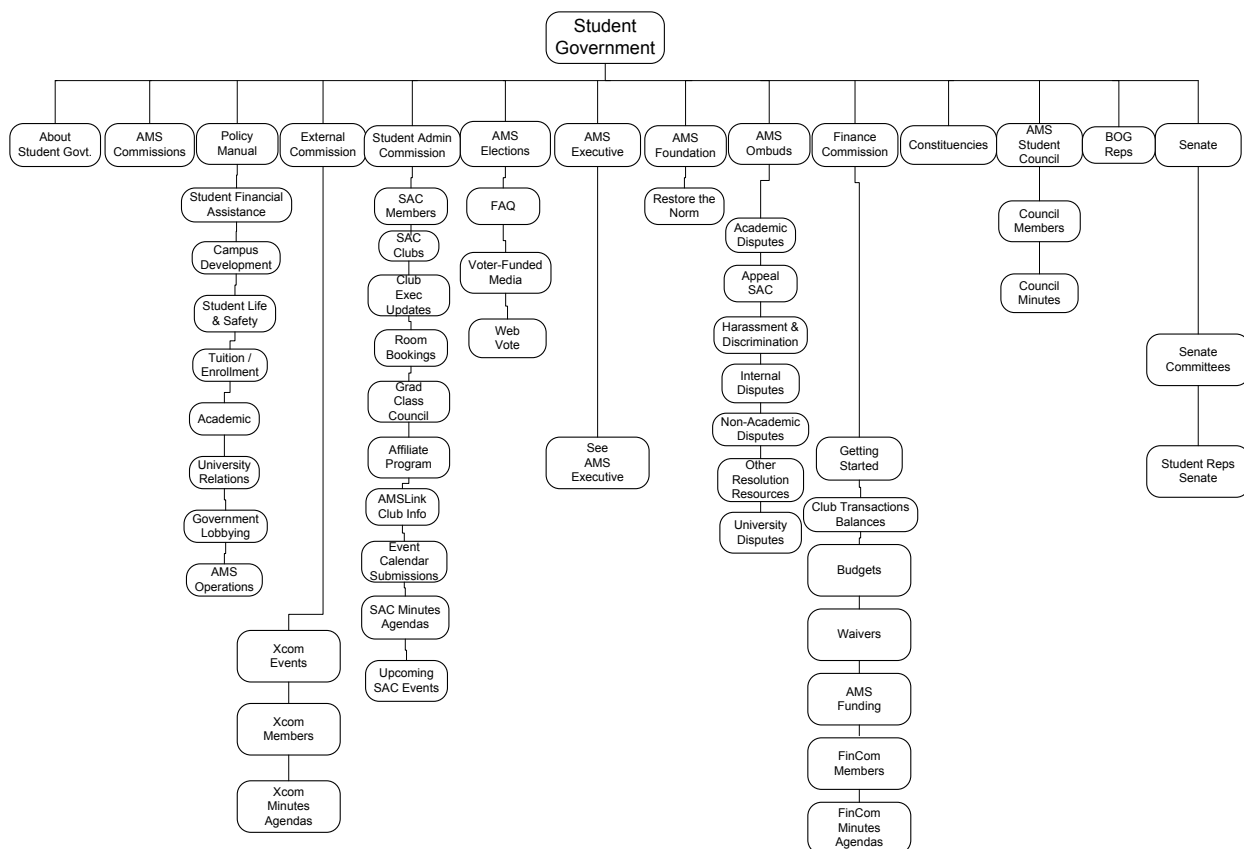 Student
Government
About
Student Govt.
AMS
Commissions
Policy
Manual
External
Commission
Student Admin
Commission
AMS
Elections
AMS
Executive
AMS
Foundation
AMS
Ombuds
Finance
Commission
Constituencies
AMS
Student
Council
BOG
Reps
Senate
Student Financial
Assistance
Campus
Development
Student Life
& Safety
Tuition /
Enrollment
Academic
University
Relations
Government
Lobbying
AMS
Operations
Xcom
Events
Xcom
Members
Xcom
Minutes
Agendas
SAC
Members
SAC
Clubs
Club
Exec
Updates
Room
Bookings
Grad
Class
Council
Affiliate
Program
AMSLink
Club Info
Event
Calendar
Submissions
SAC Minutes
Agendas
Upcoming
SAC Events
FAQ
Voter-Funded
Media
Web
Vote
See
AMS
Executive
Restore the
Norm
Academic
Disputes
Appeal
SAC
Harassment &
Discrimination
Internal
Disputes
Non-Academic
Disputes
Other
Resolution
Resources
University
Disputes
Getting
Started
Club Transactions
Balances
Budgets
Waivers
AMS
Funding
FinCom
Members
FinCom
Minutes
Agendas
Council
Members
Council
Minutes
Senate
Committees
Student Reps
Senate